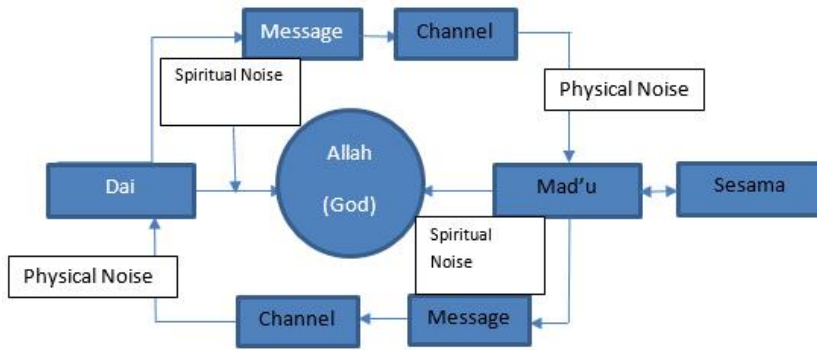 Message
Channel
Spiritual Noise
Physical Noise
Allah
(God)
Dai
Mad'u
Sesama
Spiritual
Noise
Physical Noise
Channel
Message